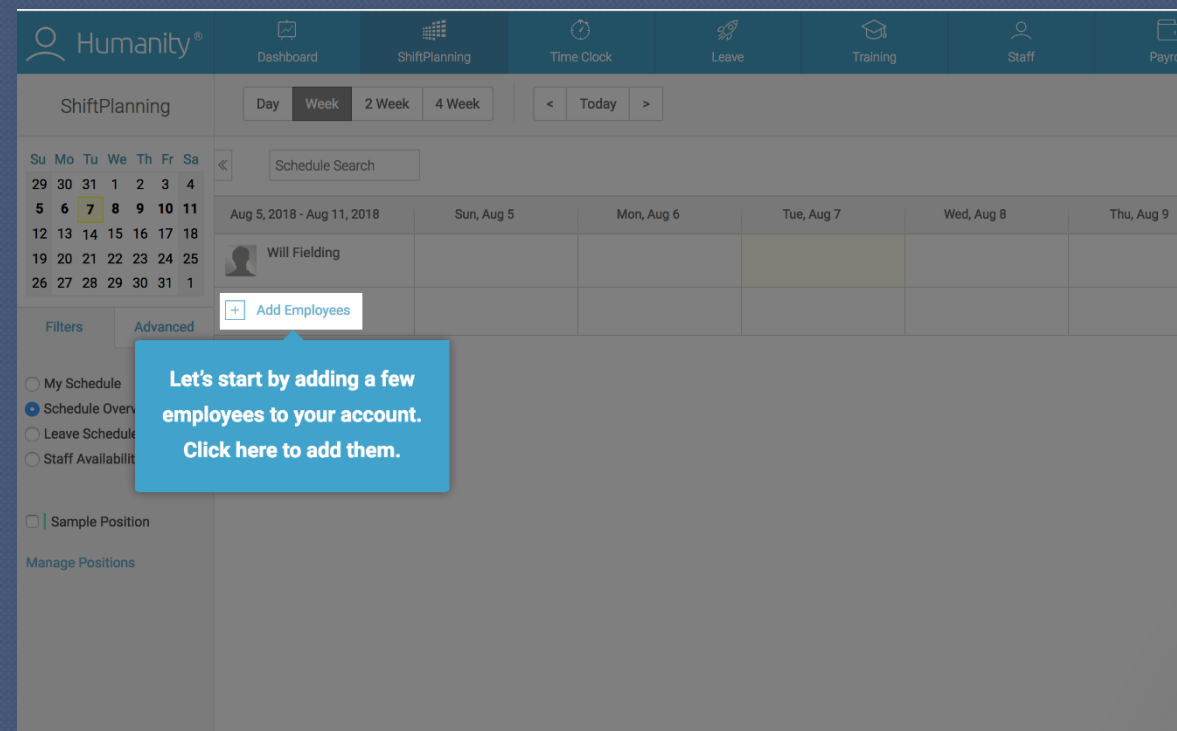 Humanity®
Dashboard
ShiftPlanning
Time Clock
Leave
Training
Staff
ShiftPlanning
Day Week 2 Week 4 Week < Today >
Su Mo Tu We Th Fr Sa
29 30 31 1 2 3 4
5 6 7 8 9 10 11
12 13 14 15 16 17 18
19 20 21 22 23 24 25
26 27 28 29 30 31 1
Schedule Search
Aug 5, 2018 - Aug 11, 2018 Sun, Aug 5 Mon, Aug 6 Tue, Aug 7 Wed, Aug 8 Thu, Aug 9
Will Fielding
+ Add Employees
Filters Advanced
My Schedule
Schedule Overv
Leave Schedule
Staff Availabilit
Let's start by adding a few
employees to your account.
Click here to add them.
Sample Position
Manage Positions